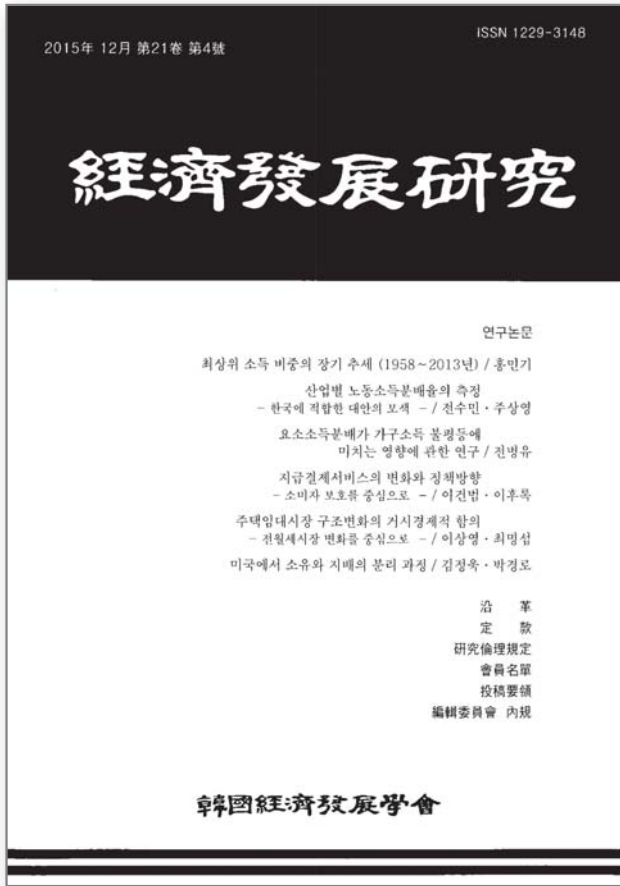 2015年 12月 第21卷 第4號
ISSN 1229-3148
經濟發展研究
연구논문
최상위 소득 비중의 장기 추세 (1958~2013년) / 홍민기
산업별 노동소득분배율의 측정
- 한국에 적합한 대안의 모색 - / 전수민·주상영
요소소득분배가 가구소득 불평등에
미치는 영향에 관한 연구 / 전병유
지급결제서비스의 변화와 정책방향
- 소비자 보호를 중심으로 - / 이건범·이후록
주택임대시장 구조변화의 거시경제적 함의
- 전월세시장 변화를 중심으로 - / 이상영·최명섭
미국에서 소유와 지배의 분리 과정 / 김정욱·박경로
沿 革
定 款
研究倫理規定
會員名單
投稿要領
編輯委員會 內規
韓國經濟發展學會